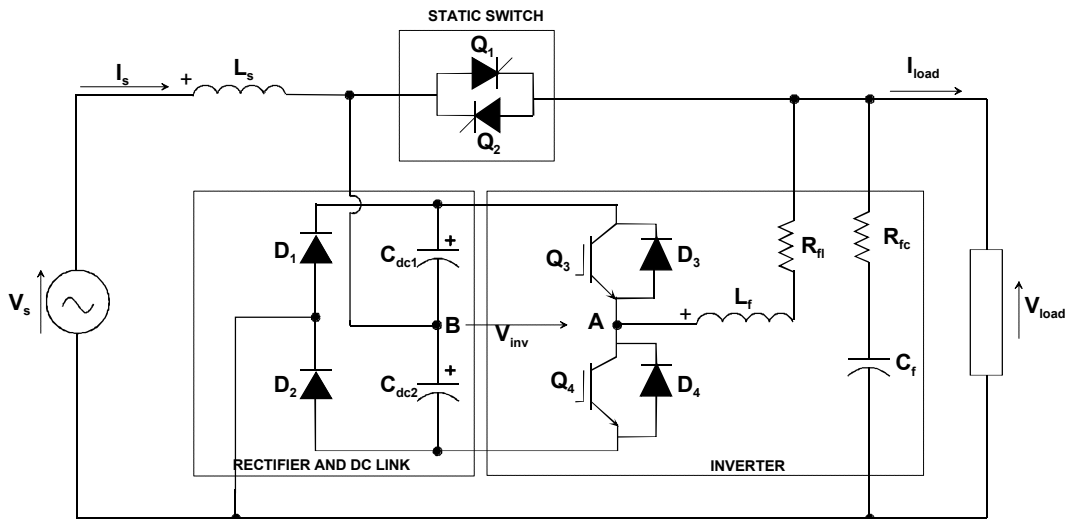 STATIC SWITCH
Q1
Is
+
Ls
Iload
Q2
D1
Cdc1
+
Q3
D3
Rfl
Rfc
Vs
B
Vinv
A
+
Lf
Vload
D2
Cdc2
+
Q4
D4
Cf
RECTIFIER AND DC LINK
INVERTER